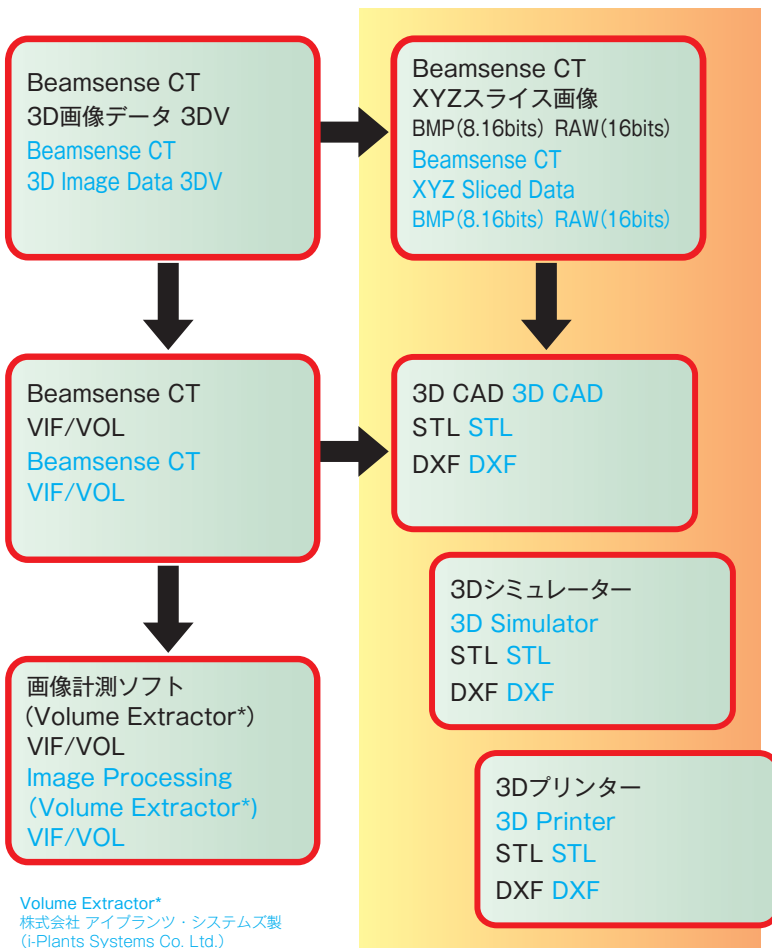 Beamsense CT
3D画像データ 3DV
Beamsense CT
3D Image Data 3DV
Beamsense CT
XYZスライス画像
BMP(8.16bits) RAW(16bits)
Beamsense CT
XYZ Sliced Data
BMP(8.16bits) RAW(16bits)
Beamsense CT
VIF/VOL
Beamsense CT
VIF/VOL
3D CAD 3D CAD
STL STL
DXF DXF
3Dシミュレーター
3D Simulator
STL STL
DXF DXF
画像計測ソフト
(Volume Extractor*)
VIF/VOL
Image Processing
(Volume Extractor*)
VIF/VOL
3Dプリンター
3D Printer
STL STL
DXF DXF
Volume Extractor*
株式会社 アイプランツ・システムズ製
(i-Plants Systems Co. Ltd.)